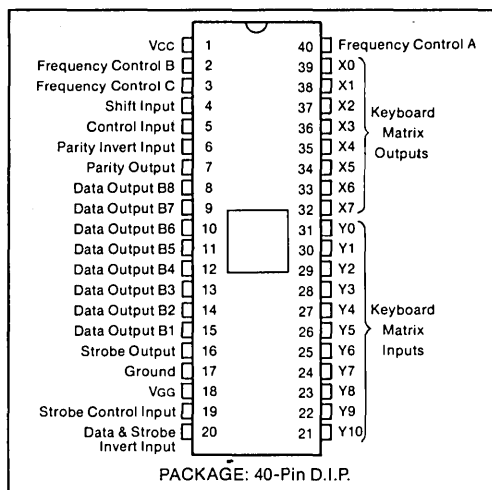 Vcc 1 40 Frequency Control A
Frequency Control B 2 39 X0
Frequency Control C 3 38 X1
Shift Input 4 37 X2
Control Input 5 36 X3
Parity Invert Input 6 35 X4
Parity Output 7 34 X5
Data Output B8 8 33 X6
Data Output B7 9 32 X7
Keyboard
Matrix
Outputs
Data Output B6 10 31 Y0
Data Output B5 11 30 Y1
Data Output B4 12 29 Y2
Data Output B3 13 28 Y3
Data Output B2 14 27 Y4
Data Output B1 15 26 Y5
Strobe Output 16 25 Y6
Ground 17 24 Y7
VGG 18 23 Y8
Strobe Control Input 19 22 Y9
Data & Strobe 20 21 Y10
Invert Input
Keyboard
Matrix
Inputs
PACKAGE: 40-Pin D.I.P.